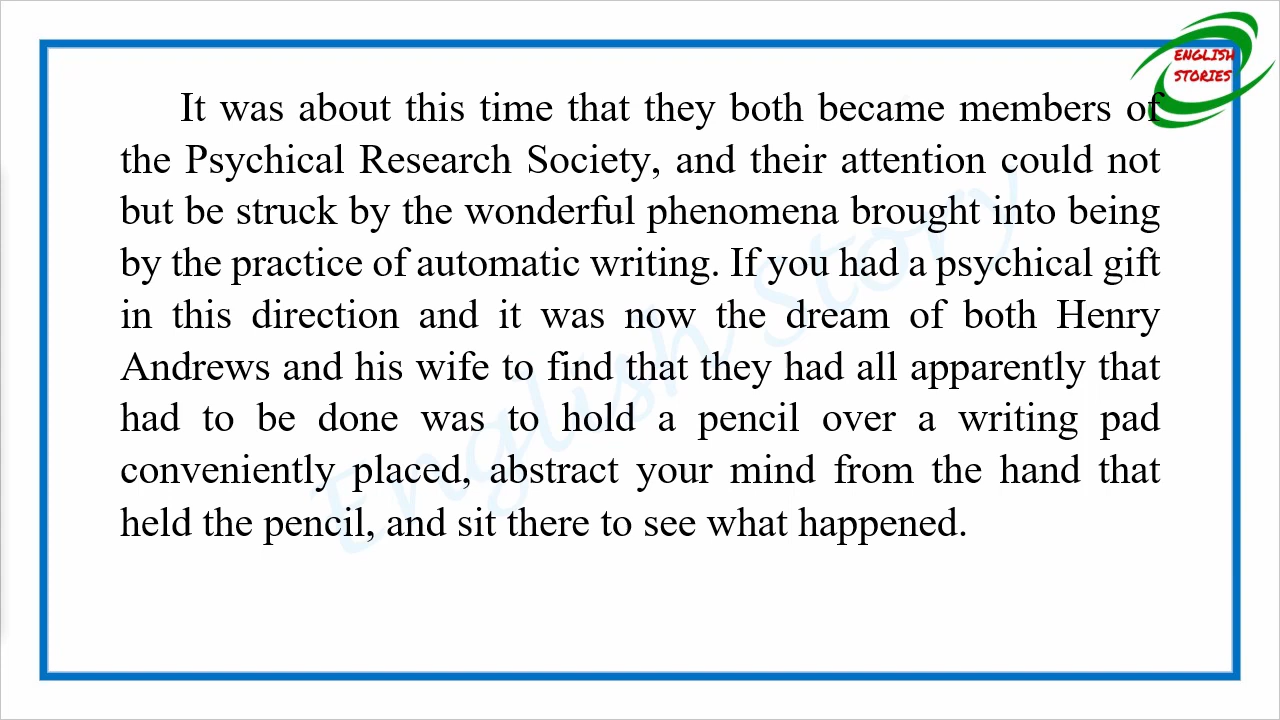 ENGLISH
STORIES
It was about this time that they both became members of
the Psychical Research Society, and their attention could not
but be struck by the wonderful phenomena brought into being
by the practice of automatic writing. If you had a psychical gift
in this direction and it was now the dream of both Henry
Andrews and his wife to find that they had all apparently that
had to be done was to hold a pencil over a writing pad
conveniently placed, abstract your mind from the hand that
held the pencil, and sit there to see what happened.
English Story